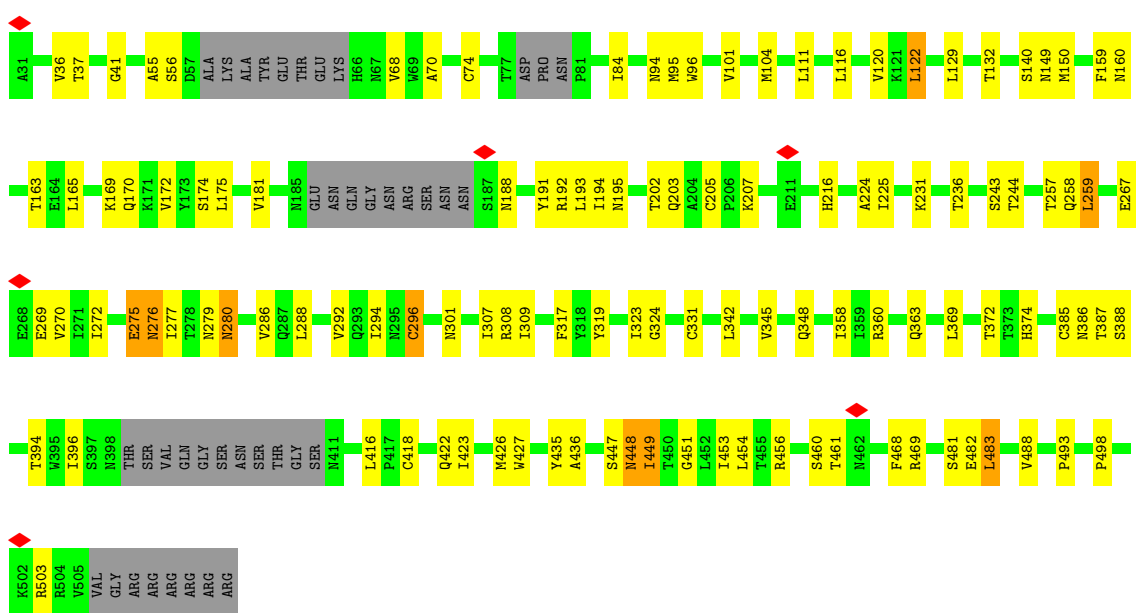 A31 V36 T37 G41 A55 S56 D57 ALA LYS ALA TYR GLU THR GLU LYS H66 N67 V68 W69 A70 C74 T77 ASP PRO ASN P81 I84 N94 M95 W96 V101 M104 L111 L116 V120 K121 L122 L129 T132 S140 N149 M150 F159 N160
T163 E164 L165 K169 Q170 K171 V172 Y173 S174 L175 V181 N185 GLU ASN GLN GLY ASN ARG SER ASN ASN S187 N188 Y191 R192 L193 I194 N195 T202 Q203 A204 C205 P206 K207 E211 H216 A224 I225 K231 T236 S243 T244 T257 Q258 L259 E267
E268 E269 V270 I271 I272 E275 N276 I277 T278 N279 N280 V286 Q287 L288 V292 Q293 I294 N295 C296 N301 I307 R308 I309 F317 Y318 Y319 I323 G324 C331 L342 V345 Q348 I358 I359 R360 Q363 L369 T372 T373 H374 C385 N386 T387 S388
T394 W395 I396 S397 N398 THR SER VAL GLN GLY SER ASN SER THR GLY SER N411 L416 P417 C418 Q422 I423 M426 W427 Y435 A436 S447 N448 I449 T450 G451 L452 I453 L454 T455 R456 S460 T461 N462 F468 R469 S481 E482 L483 V488 P493 P498
K502 R503 R504 V505 VAL GLY ARG ARG ARG ARG ARG ARG